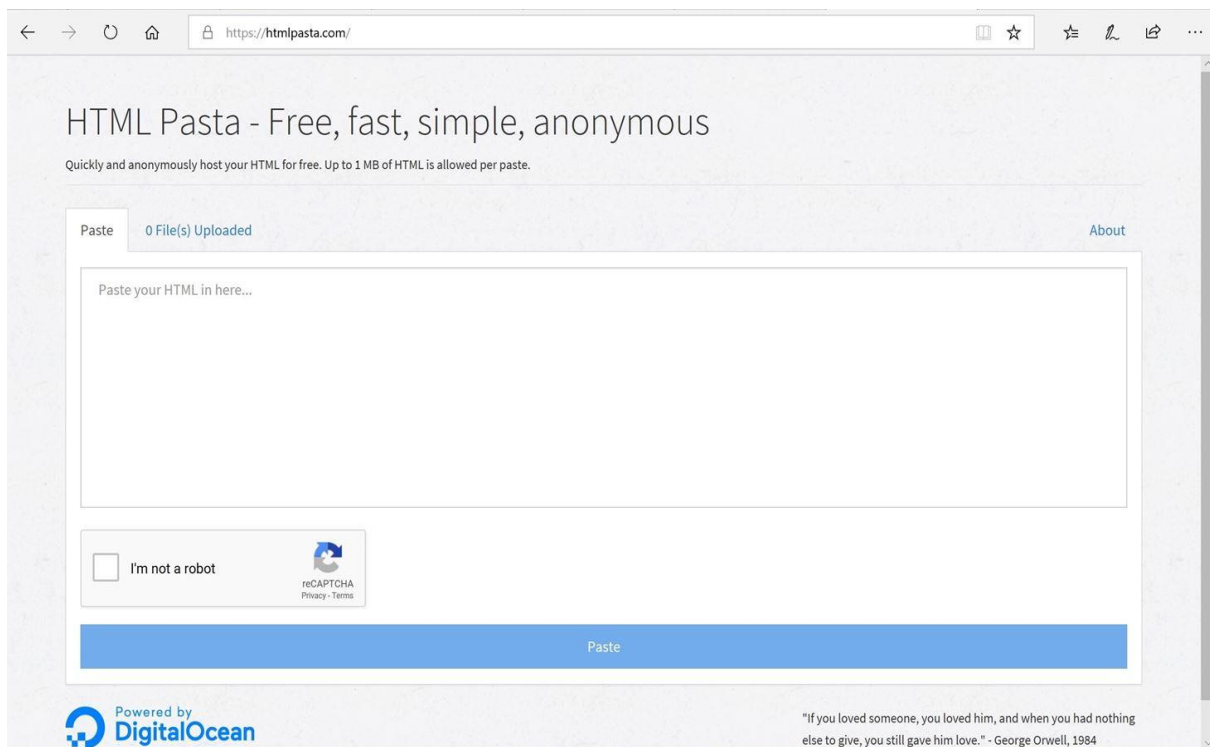 https://htmlpasta.com/
HTML Pasta - Free, fast, simple, anonymous
Quickly and anonymously host your HTML for free. Up to 1 MB of HTML is allowed per paste.
Paste
0 File(s) Uploaded
About
Paste your HTML in here...
I'm not a robot
reCAPTCHA
Privacy - Terms
Paste
Powered by
DigitalOcean
"If you loved someone, you loved him, and when you had nothing
else to give, you still gave him love." - George Orwell, 1984